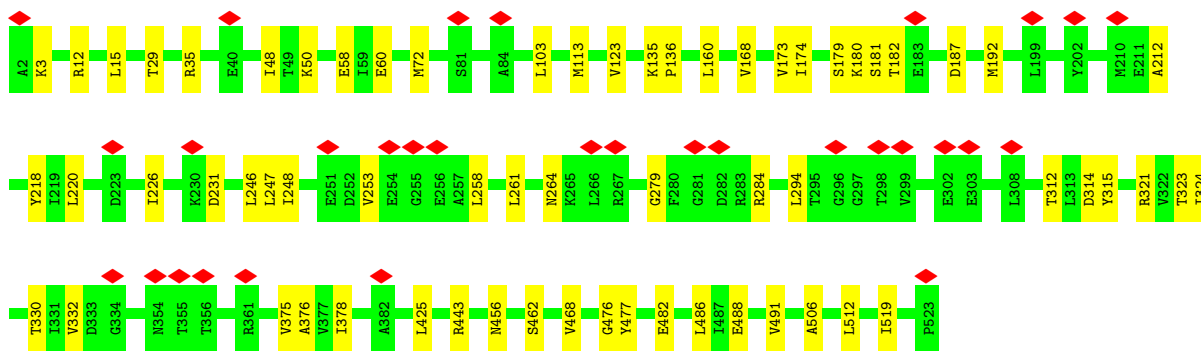 A2 K3 R12 L15 T29 R35 E40 I48 T49 K50 E58 I59 E60 M72 S81 A84 L103 M113 V123 K135 P136 L160 V168 V173 I174 S179 K180 S181 T182 E183 D187 M192 L199 Y202 M210 E211 A212
Y218 I219 L220 D223 I226 K230 D231 L246 L247 I248 E251 D252 V253 E254 G255 E256 A257 L258 L261 N264 K265 L266 R267 G279 F280 G281 D282 R283 R284 L294 T295 G296 G297 T298 V299 E302 E303 L308 T312 L313 D314 Y315 R321 V322 T323 I324
T330 I331 V332 D333 G334 N354 T355 T356 R361 V375 A376 V377 I378 A382 L425 R443 N456 S462 V468 G476 Y477 E482 L486 I487 E488 V491 A506 L512 I519 P523